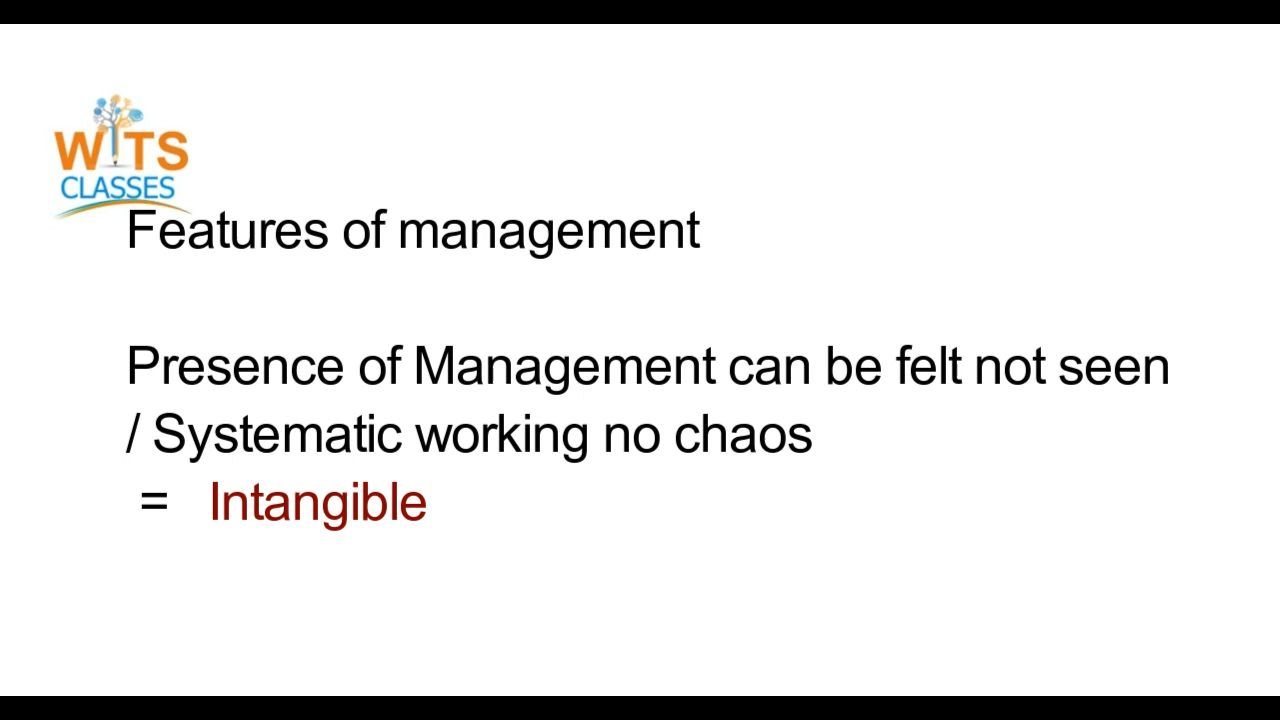 WITS
CLASSES
Features of management
Presence of Management can be felt not seen
/ Systematic working no chaos
= Intangible